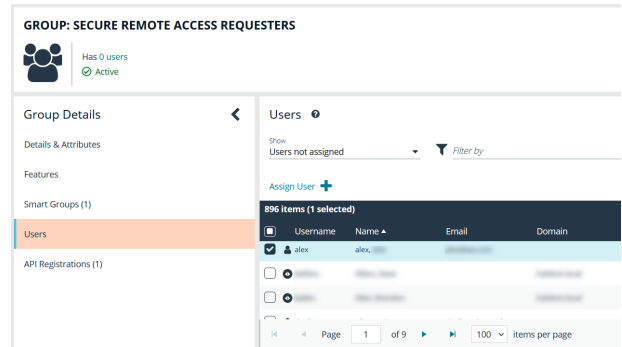 GROUP: SECURE REMOTE ACCESS REQUESTERS
Has 0 users
Active
Group Details
Details & Attributes
Features
Smart Groups (1)
Users
API Registrations (1)
Users
Show
Users not assigned
Filter by
Assign User
896 items (1 selected)
Username Name Email Domain
alex alex,
Page 1 of 9 100 items per page